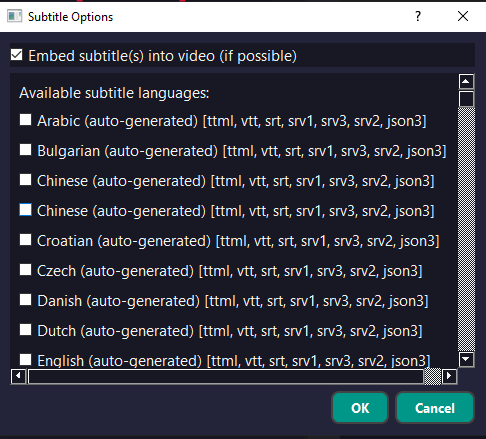 Subtitle Options
Embed subtitle(s) into video (if possible)
Available subtitle languages:
Arabic (auto-generated) [ttml, vtt, srt, srv1, srv3, srv2, json3]
Bulgarian (auto-generated) [ttml, vtt, srt, srv1, srv3, srv2, json3]
Chinese (auto-generated) [ttml, vtt, srt, srv1, srv3, srv2, json3]
Chinese (auto-generated) [ttml, vtt, srt, srv1, srv3, srv2, json3]
Croatian (auto-generated) [ttml, vtt, srt, srv1, srv3, srv2, json3]
Czech (auto-generated) [ttml, vtt, srt, srv1, srv3, srv2, json3]
Danish (auto-generated) [ttml, vtt, srt, srv1, srv3, srv2, json3]
Dutch (auto-generated) [ttml, vtt, srt, srv1, srv3, srv2, json3]
English (auto-generated) [ttml, vtt, srt, srv1, srv3, srv2, json3]
OK Cancel